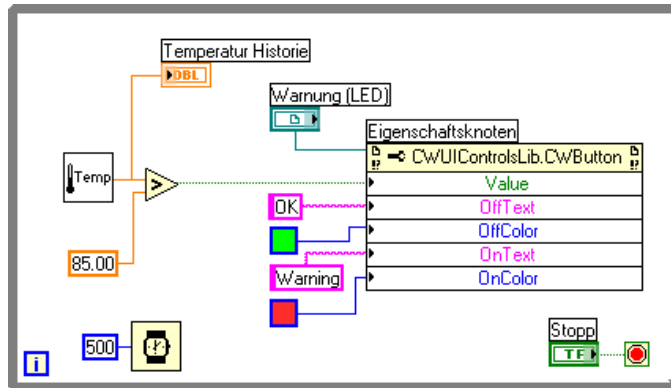 Temperatur Historie
DBL
Warnung (LED)
Eigenschaftsknoten
CWUIControlsLib.CWButton
Temp
>
Value
OK
OffText
OffColor
85.00
OnText
Warning
OnColor
500
Stopp
TF
i